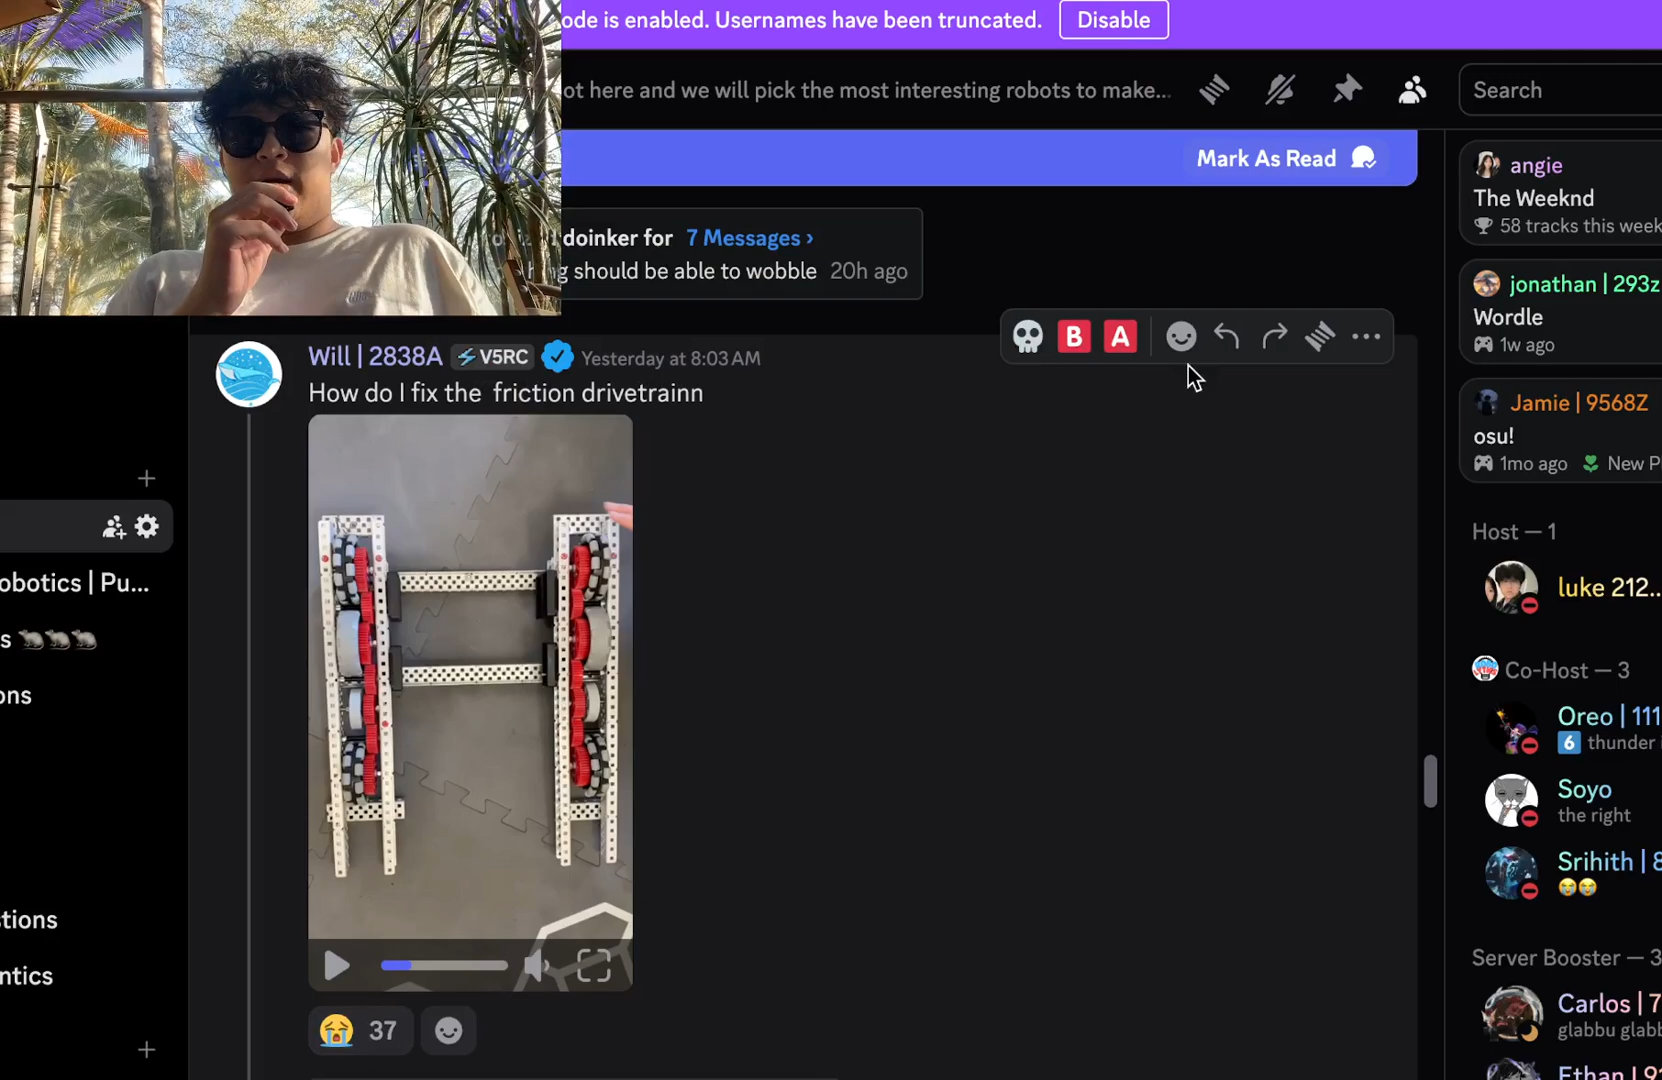 ode is enabled. Usernames have been truncated. Disable
ot here and we will pick the most interesting robots to make...
Search
Mark As Read
doinker for 7 Messages ›
should be able to wobble 20h ago
B A
Will | 2838A V5RC Yesterday at 8:03 AM
How do I fix the friction drivetrainn
37
obotics | Pu...
s
ons
tions
ntics
angie
The Weeknd
58 tracks this week
jonathan | 293z
Wordle
1w ago
Jamie | 9568Z
osu!
1mo ago New P
Host — 1
luke 212..
Co-Host — 3
Oreo | 111
6 thunder
Soyo
the right
Srihith | 8
Server Booster — 3
Carlos | 7
glabbu glabb
Ethan | 9